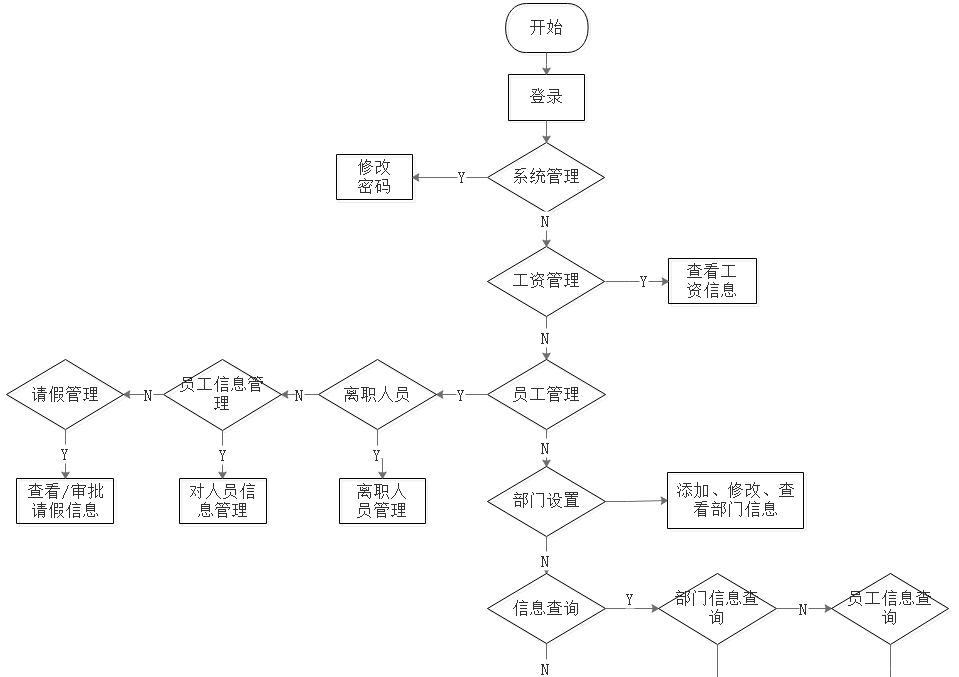 开始
登录
修改
密码
Y
系统管理
N
工资管理
Y
查看工
资信息
N
请假管理
N
员工信息管
理
N
离职人员
Y
员工管理
Y
Y
Y
N
查看/审批
请假信息
对人员信
息管理
离职人
员管理
部门设置
添加、修改、查
看部门信息
N
信息查询
Y
部门信息查
询
N
员工信息查
询
N